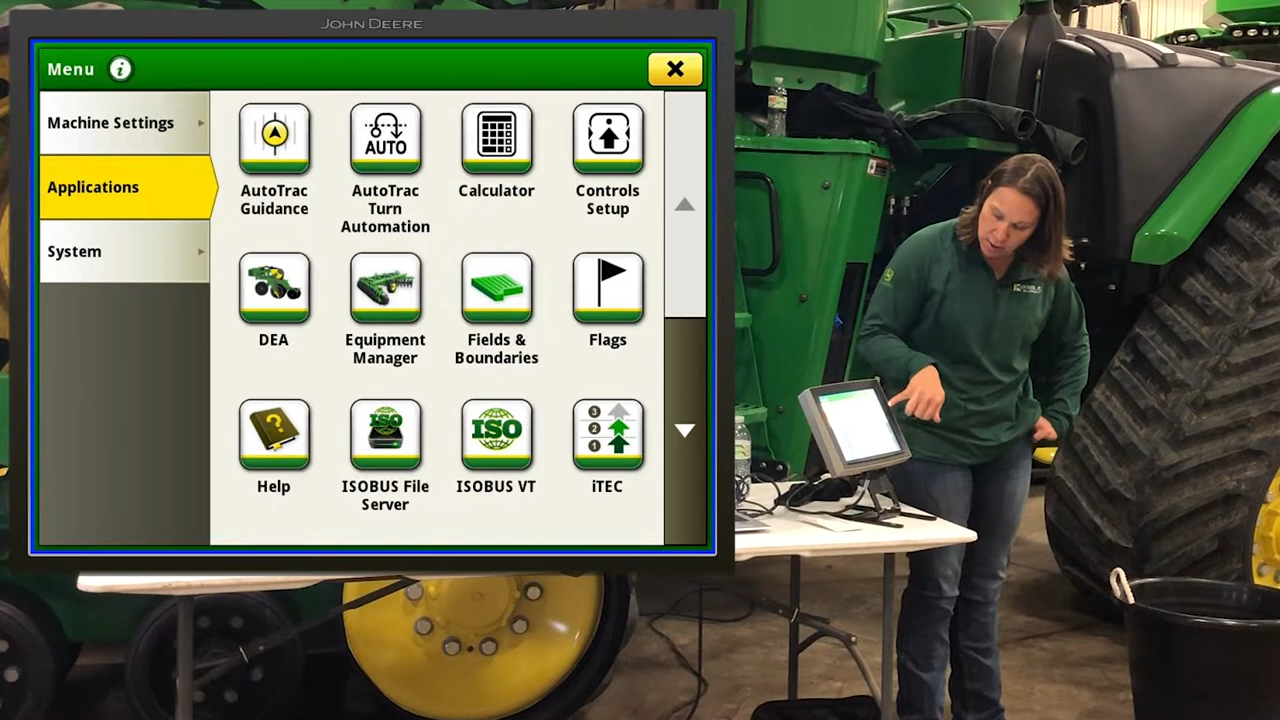 JOHN DEERE
Menu
Machine Settings
Applications
System
AutoTrac
Guidance
AUTO
AutoTrac
Turn
Automation
Calculator
Controls
Setup
DEA
Equipment
Manager
Fields &
Boundaries
Flags
?
Help
ISO
ISOBUS File
Server
ISO
ISOBUS VT
3
2
1
iTEC